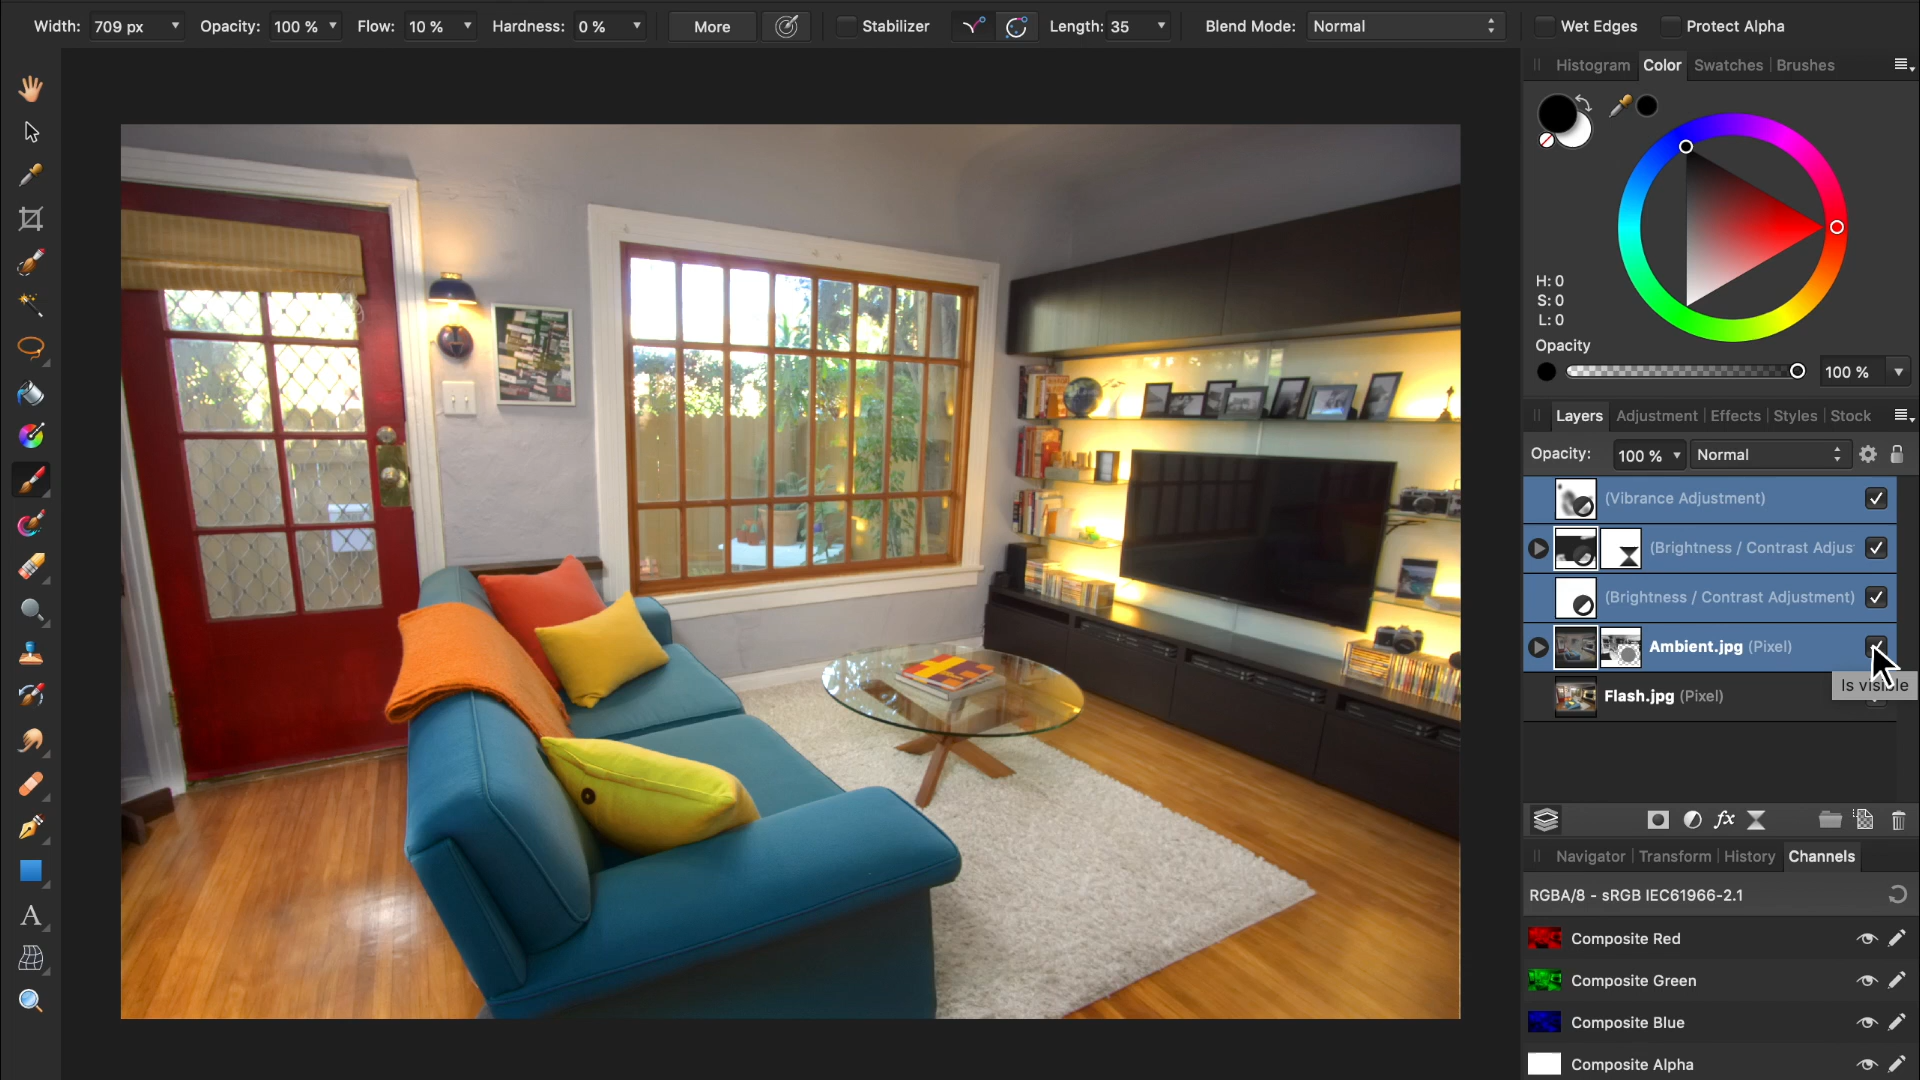 Width: 709 px Opacity: 100 % Flow: 10 % Hardness: 0 % More Stabilizer Length: 35 Blend Mode: Normal Wet Edges Protect Alpha
Histogram Color Swatches Brushes
H: 0
S: 0
L: 0
Opacity
100 %
Layers Adjustment Effects Styles Stock
Opacity: 100 % Normal
(Vibrance Adjustment)
(Brightness / Contrast Adjus
(Brightness / Contrast Adjustment)
Ambient.jpg (Pixel)
Is visible
Flash.jpg (Pixel)
fx
Navigator Transform History Channels
RGBA/8 - sRGB IEC61966-2.1
Composite Red
Composite Green
Composite Blue
Composite Alpha
A